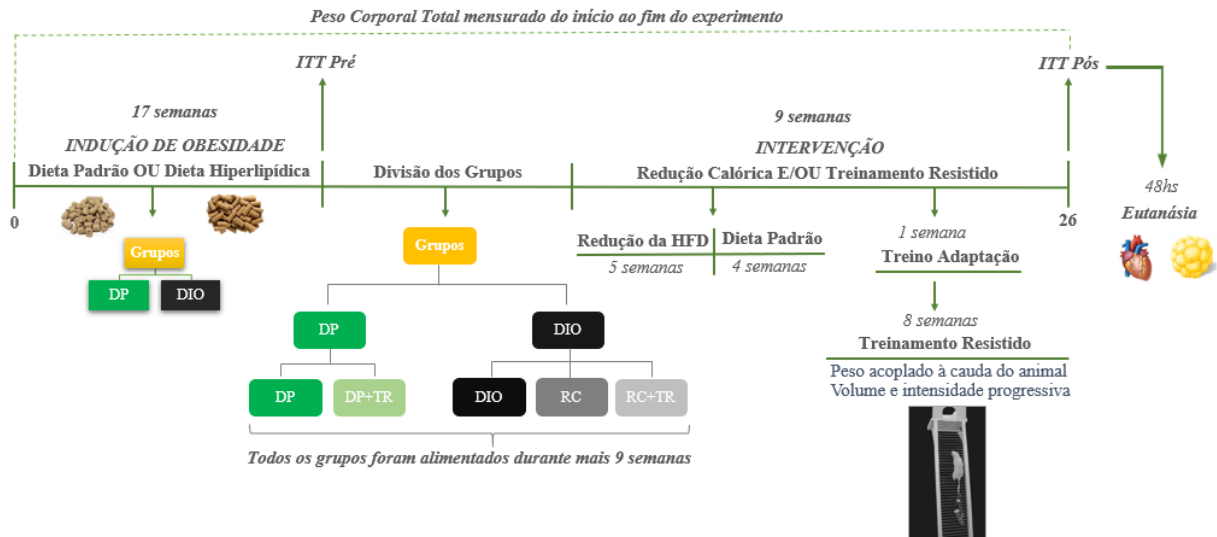 Peso Corporal Total mensurado do início ao fim do experimento
ITT Pré
ITT Pós
17 semanas
INDUÇÃO DE OBESIDADE
Dieta Padrão OU Dieta Hiperlipídica
Divisão dos Grupos
9 semanas
INTERVENÇÃO
Redução Calórica E/OU Treinamento Resistido
0
26
48hs
Eutanásia
Grupos
DP
DIO
Grupos
DP
DIO
DP
DP+TR
DIO
RC
RC+TR
Todos os grupos foram alimentados durante mais 9 semanas
Redução da HFD
5 semanas
Dieta Padrão
4 semanas
1 semana
Treino Adaptação
8 semanas
Treinamento Resistido
Peso acoplado à cauda do animal
Volume e intensidade progressiva